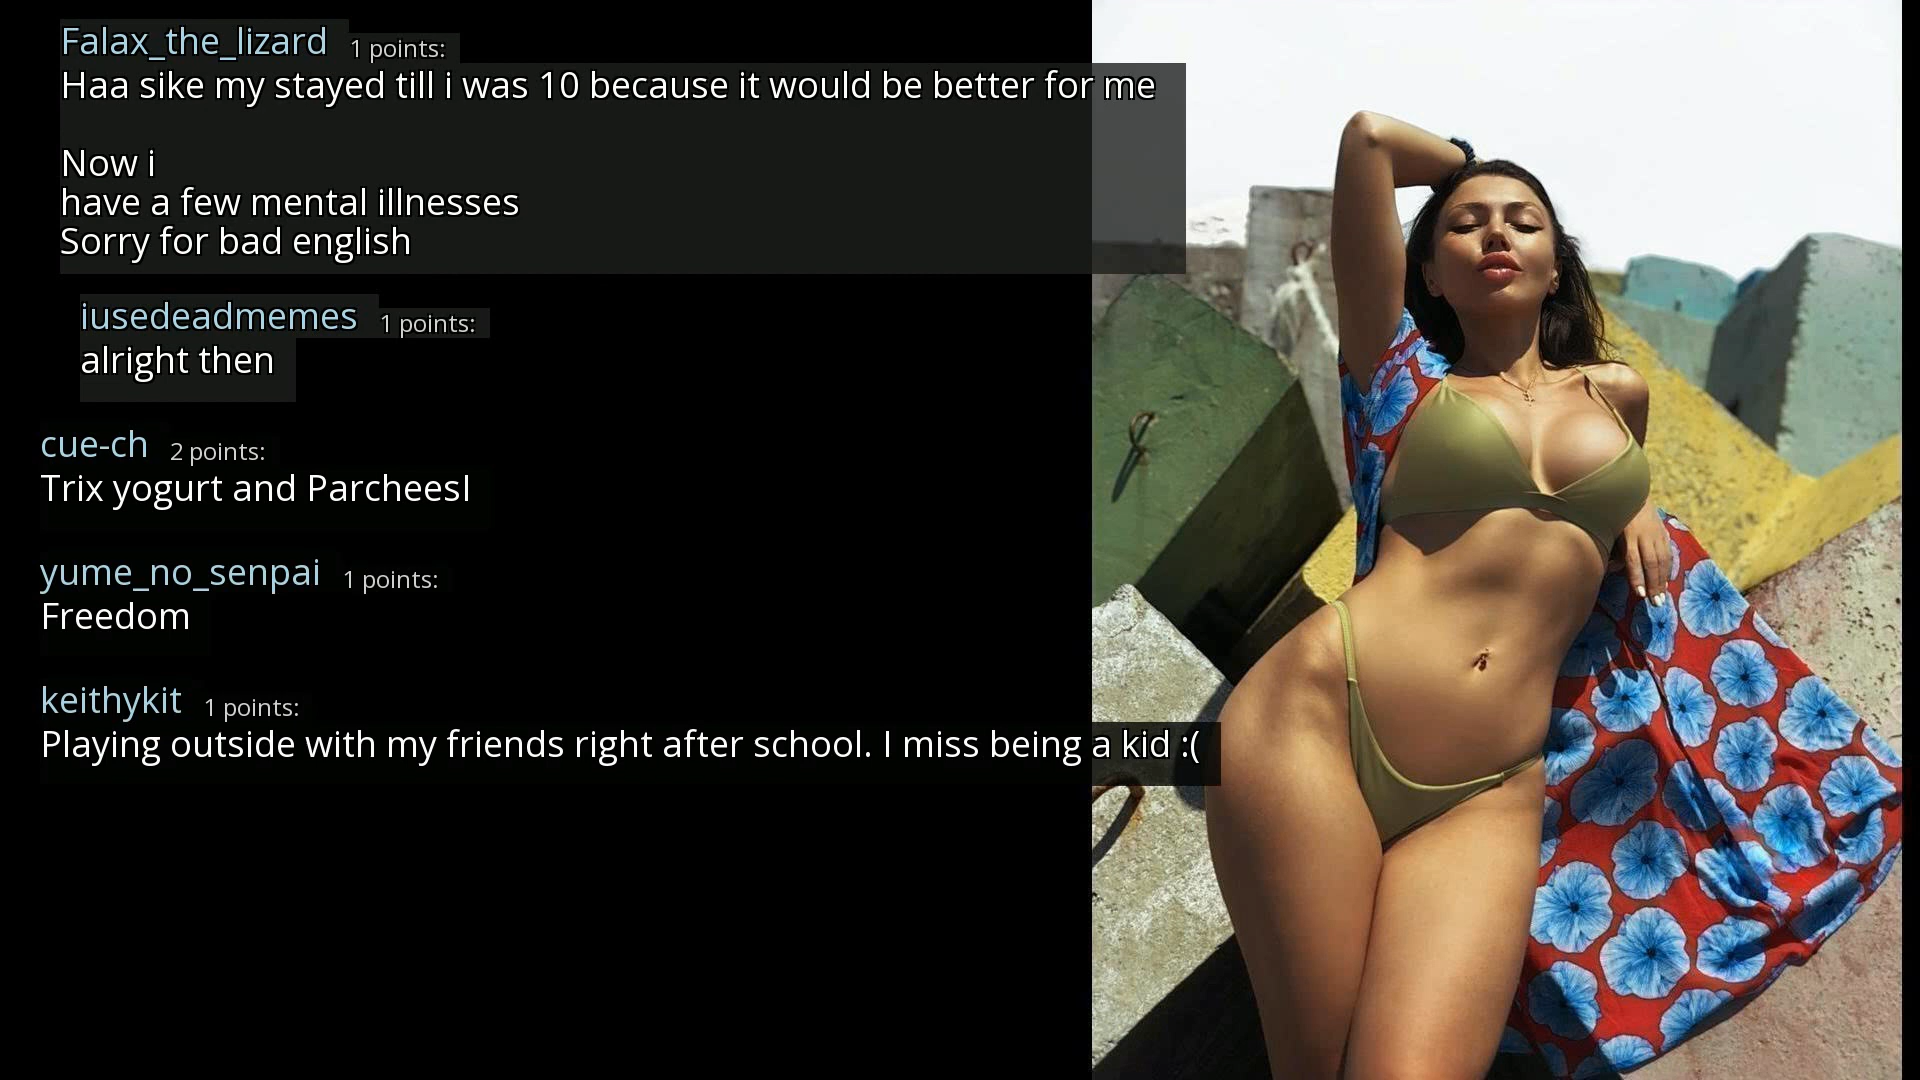 Falax_the_lizard 1 points:
Haa sike my stayed till i was 10 because it would be better for me
Now i
have a few mental illnesses
Sorry for bad english
iusedeadmemes 1 points:
alright then
cue-ch 2 points:
Trix yogurt and ParcheesI
yume_no_senpai 1 points:
Freedom
keithykit 1 points:
Playing outside with my friends right after school. I miss being a kid :(